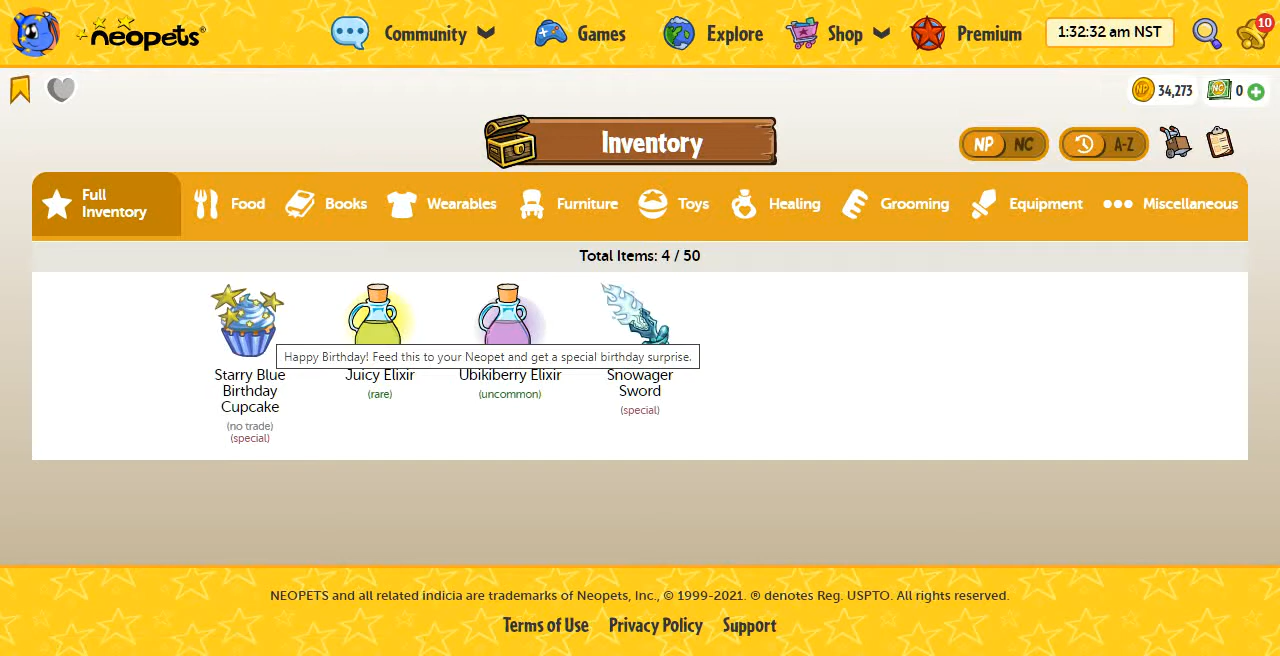 neopets®
Community
Games
Explore
Shop
Premium
1:32:32 am NST
10
NP
34,273
NC
0
Inventory
NP
NC
A-Z
Full
Inventory
Food
Books
Wearables
Furniture
Toys
Healing
Grooming
Equipment
Miscellaneous
Total Items: 4 / 50
Happy Birthday! Feed this to your Neopet and get a special birthday surprise.
Starry Blue
Birthday
Cupcake
(no trade)
(special)
Juicy Elixir
(rare)
Ubikiberry Elixir
(uncommon)
Snowager
Sword
(special)
NEOPETS and all related indicia are trademarks of Neopets, Inc., © 1999-2021. ® denotes Reg. USPTO. All rights reserved.
Terms of Use
Privacy Policy
Support